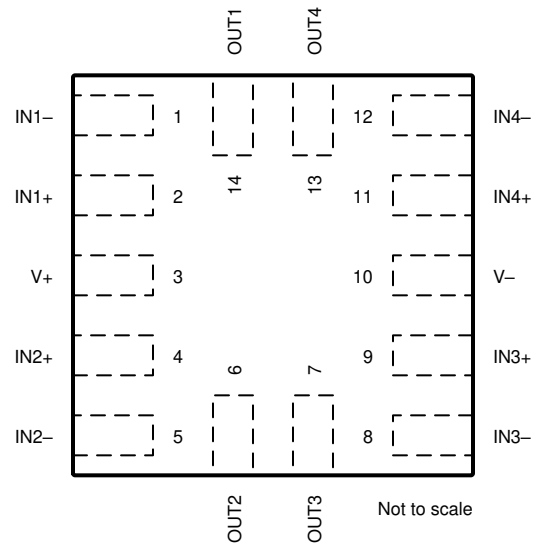 OUT1 OUT4
IN1– 1 12 IN4–
14 13
IN1+ 2 11 IN4+
V+ 3 10 V–
IN2+ 4 9 IN3+
6 7
IN2– 5 8 IN3–
OUT2 OUT3
Not to scale